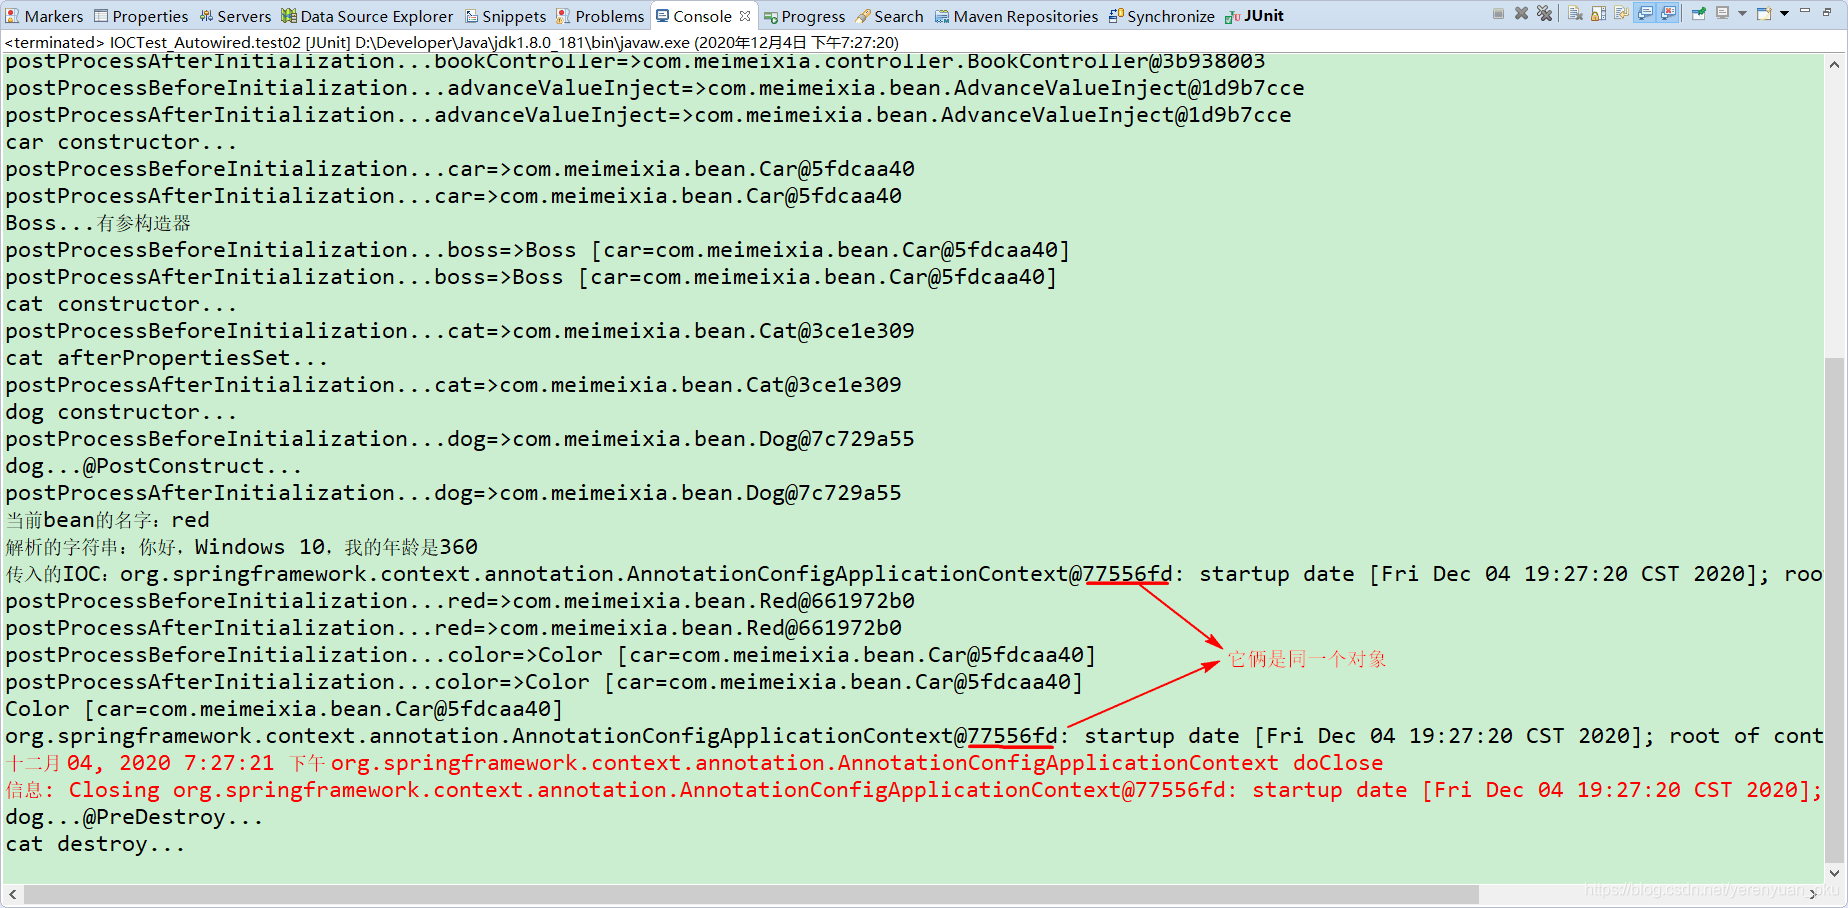 Markers Properties Servers Data Source Explorer Snippets Problems Console Progress Search Maven Repositories Synchronize JUnit
<terminated> IOCTest_Autowired.test02 [JUnit] D:\Developer\Java\jdk1.8.0_181\bin\javaw.exe (2020年12月4日 下午7:27:20)
postProcessAfterInitialization...bookController=>com.meimeixia.controller.BookController@3b938003
postProcessBeforeInitialization...advanceValueInject=>com.meimeixia.bean.AdvanceValueInject@1d9b7cce
postProcessAfterInitialization...advanceValueInject=>com.meimeixia.bean.AdvanceValueInject@1d9b7cce
car constructor...
postProcessBeforeInitialization...car=>com.meimeixia.bean.Car@5fdcaa40
postProcessAfterInitialization...car=>com.meimeixia.bean.Car@5fdcaa40
Boss...有参构造器
postProcessBeforeInitialization...boss=>Boss [car=com.meimeixia.bean.Car@5fdcaa40]
postProcessAfterInitialization...boss=>Boss [car=com.meimeixia.bean.Car@5fdcaa40]
cat constructor...
postProcessBeforeInitialization...cat=>com.meimeixia.bean.Cat@3ce1e309
cat afterPropertiesSet...
postProcessAfterInitialization...cat=>com.meimeixia.bean.Cat@3ce1e309
dog constructor...
postProcessBeforeInitialization...dog=>com.meimeixia.bean.Dog@7c729a55
dog...@PostConstruct...
postProcessAfterInitialization...dog=>com.meimeixia.bean.Dog@7c729a55
当前bean的名字：red
解析的字符串：你好，Windows 10，我的年龄是360
传入的IOC：org.springframework.context.annotation.AnnotationConfigApplicationContext@77556fd: startup date [Fri Dec 04 19:27:20 CST 2020]; roo
postProcessBeforeInitialization...red=>com.meimeixia.bean.Red@661972b0
postProcessAfterInitialization...red=>com.meimeixia.bean.Red@661972b0
postProcessBeforeInitialization...color=>Color [car=com.meimeixia.bean.Car@5fdcaa40]
它俩是同一个对象
postProcessAfterInitialization...color=>Color [car=com.meimeixia.bean.Car@5fdcaa40]
Color [car=com.meimeixia.bean.Car@5fdcaa40]
org.springframework.context.annotation.AnnotationConfigApplicationContext@77556fd: startup date [Fri Dec 04 19:27:20 CST 2020]; root of cont
十二月 04, 2020 7:27:21 下午 org.springframework.context.annotation.AnnotationConfigApplicationContext doClose
信息: Closing org.springframework.context.annotation.AnnotationConfigApplicationContext@77556fd: startup date [Fri Dec 04 19:27:20 CST 2020];
dog...@PreDestroy...
cat destroy...
https://blog.csdn.net/yerenyuan_pku